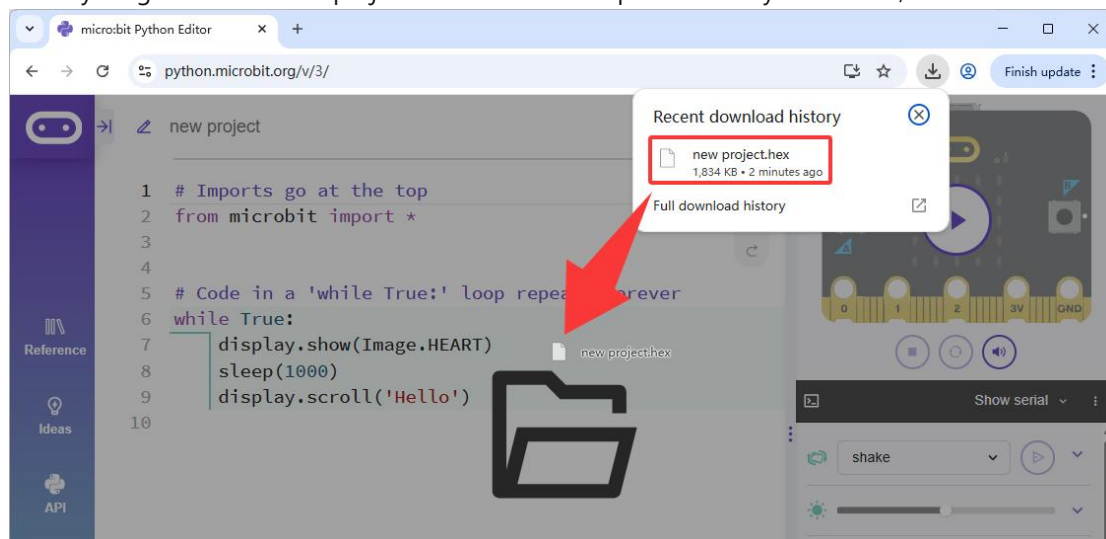 micro:bit Python Editor
python.microbit.org/v/3/
Finish update
new project
Recent download history
new project.hex
1,834 KB • 2 minutes ago
Full download history
1 # Imports go at the top
2 from microbit import *
3
4
5 # Code in a 'while True:' loop repea orever
6 while True:
7 display.show(Image.HEART)
8 sleep(1000)
9 display.scroll('Hello')
10
new project.hex
Reference
Ideas
API
0 1 2 3V GND
Show serial
shake